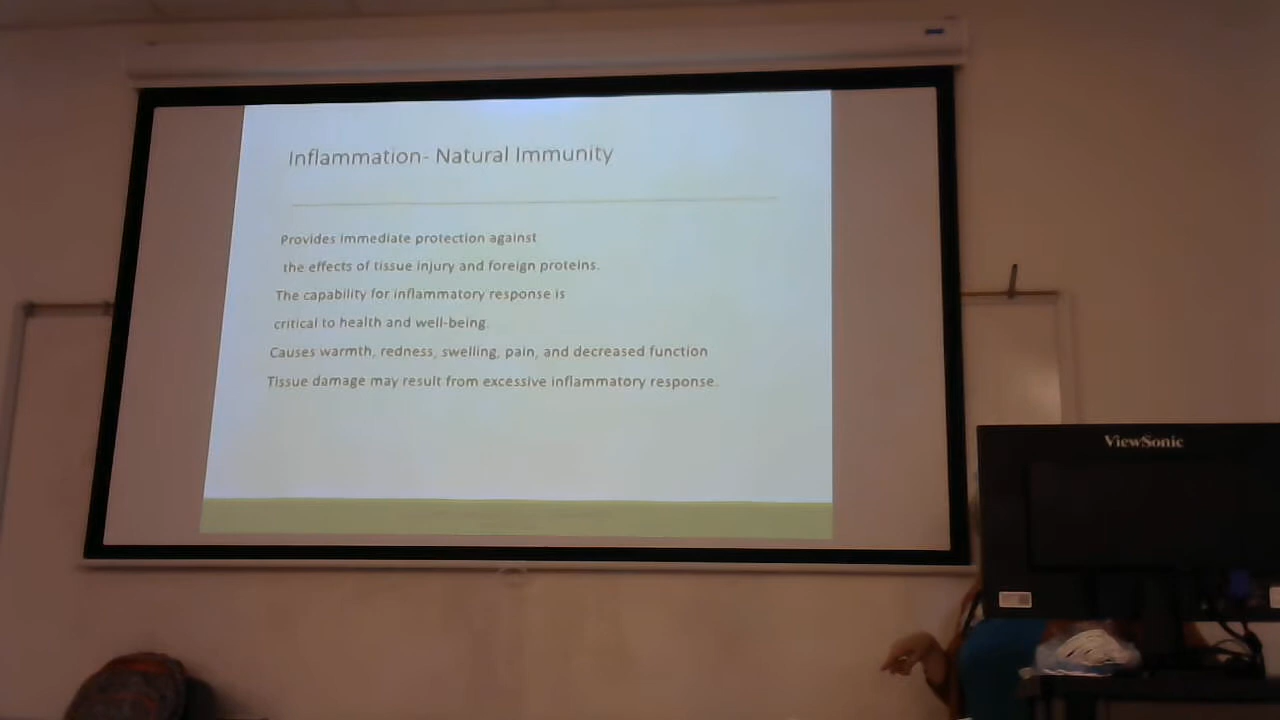 Inflammation- Natural Immunity
Provides immediate protection against
the effects of tissue injury and foreign proteins.
The capability for inflammatory response is
critical to health and well-being.
Causes warmth, redness, swelling, pain, and decreased function
Tissue damage may result from excessive inflammatory response.
ViewSonic